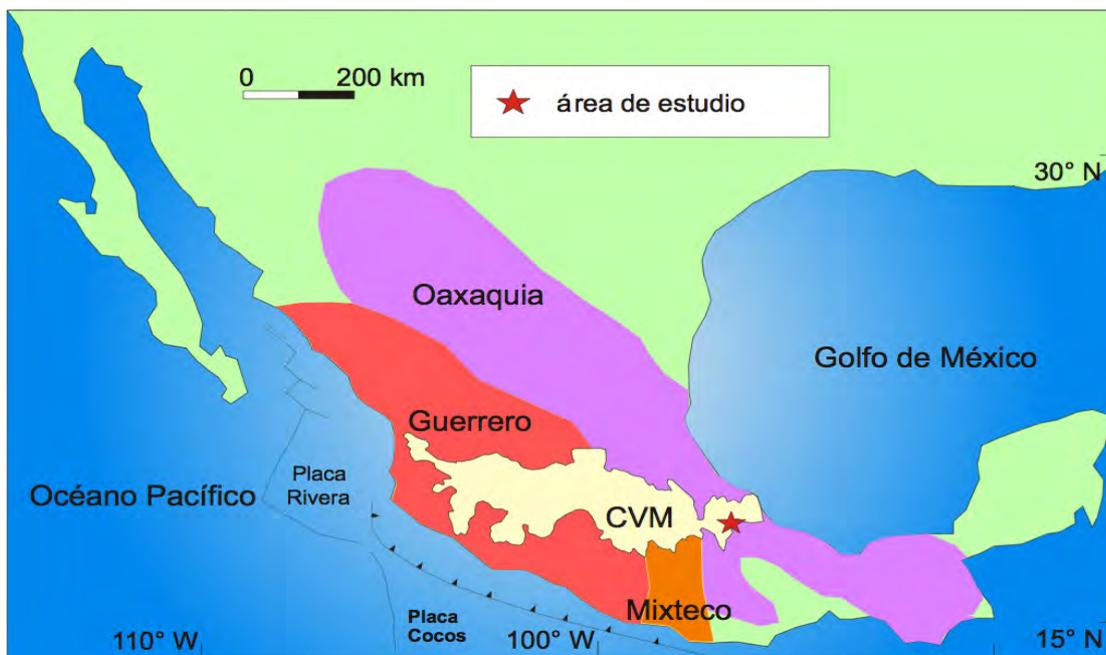 0 200 km
área de estudio
30° N
Oaxaquia
Golfo de México
Guerrero
Placa
Rivera
Océano Pacífico
CVM
Mixteco
Placa
Cocos
110° W
100° W
15° N